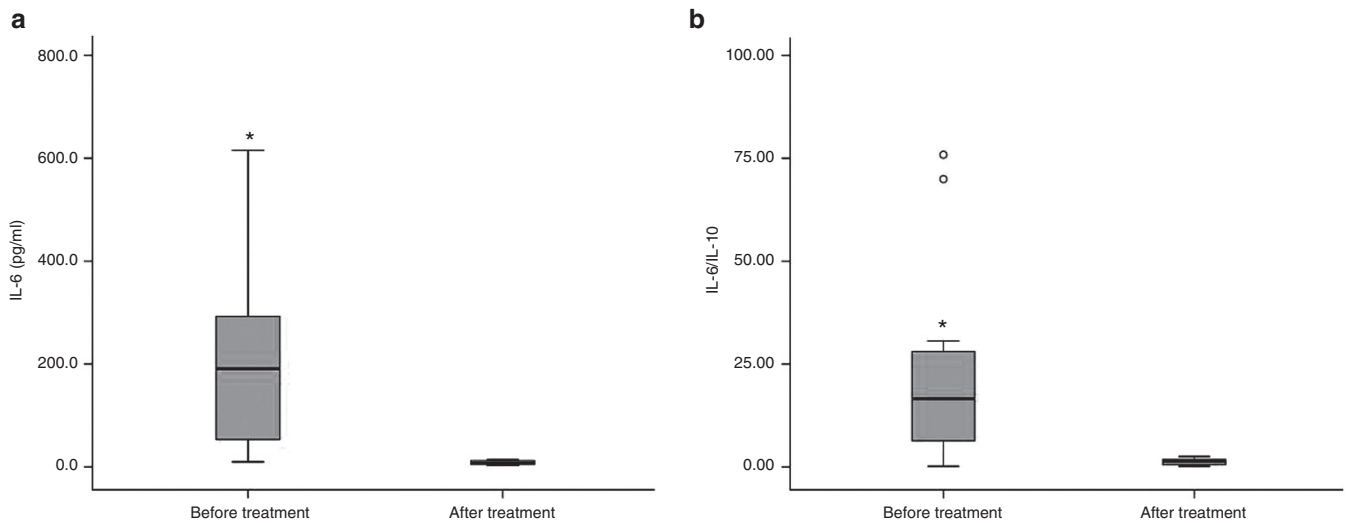 a
800.0
600.0
400.0
200.0
0.0
IL-6 (pg/ml)
*
Before treatment
After treatment
b
100.00
75.00
50.00
25.00
0.00
IL-6/IL-10
*
Before treatment
After treatment